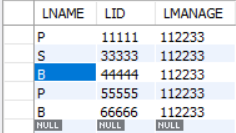 LNAME LID LMANAGE
P 11111 112233
S 33333 112233
B 44444 112233
P 55555 112233
B 66666 112233
NULL NULL NULL